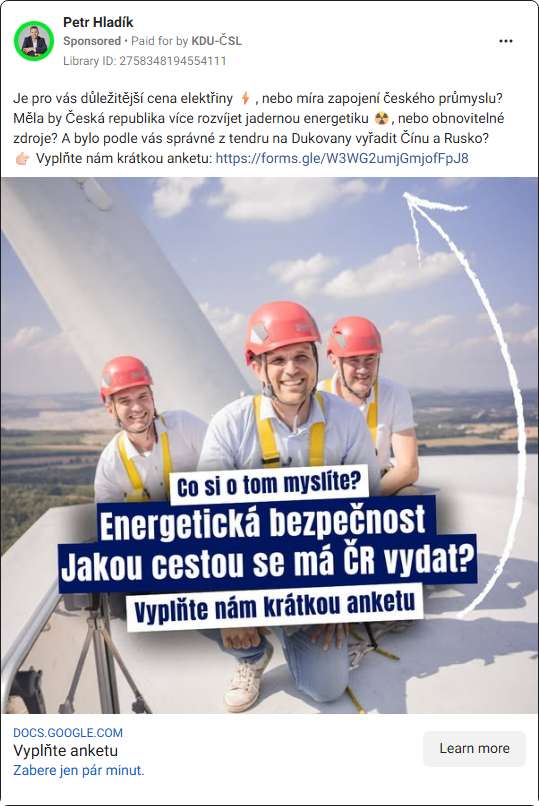 Petr Hladík
Sponsored • Paid for by KDU-ČSL
Library ID: 2758348194554111
Je pro vás důležitější cena elektřiny ⚡, nebo míra zapojení českého průmyslu?
Měla by Česká republika více rozvíjet jadernou energetiku ☢️, nebo obnovitelné
zdroje? A bylo podle vás správné z tendru na Dukovany vyřadit Čínu a Rusko?
👉🏻 Vyplňte nám krátkou anketu: https://forms.gle/W3WG2umjGmjofFpJ8
Co si o tom myslíte?
Energetická bezpečnost
Jakou cestou se má ČR vydat?
Vyplňte nám krátkou anketu
DOCS.GOOGLE.COM
Vyplňte anketu
Zabere jen pár minut.
Learn more